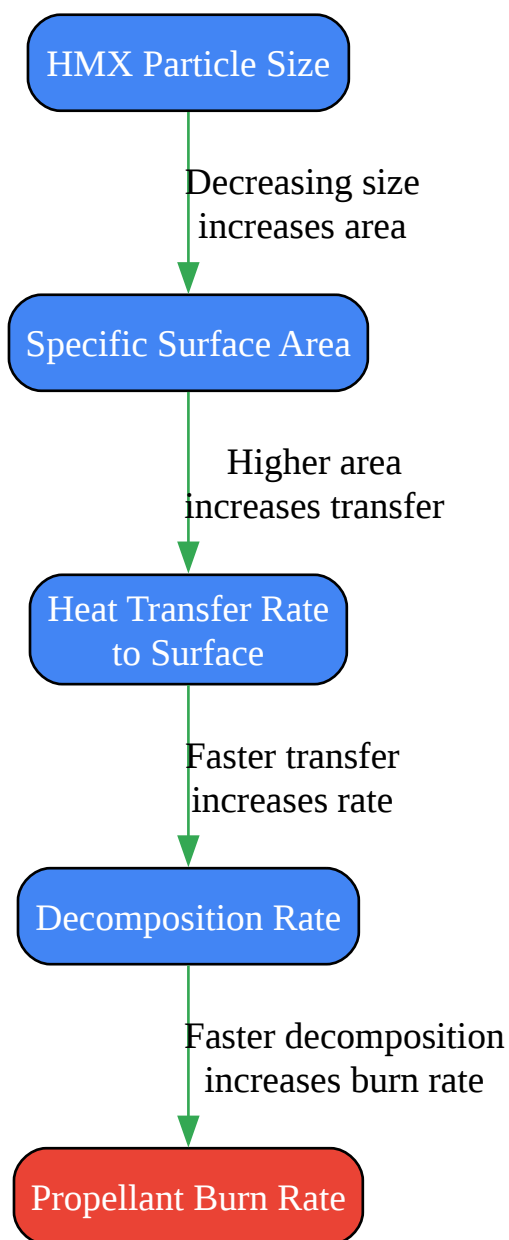 HMX Particle Size
Decreasing size
increases area
Specific Surface Area
Higher area
increases transfer
Heat Transfer Rate
to Surface
Faster transfer
increases rate
Decomposition Rate
Faster decomposition
increases burn rate
Propellant Burn Rate